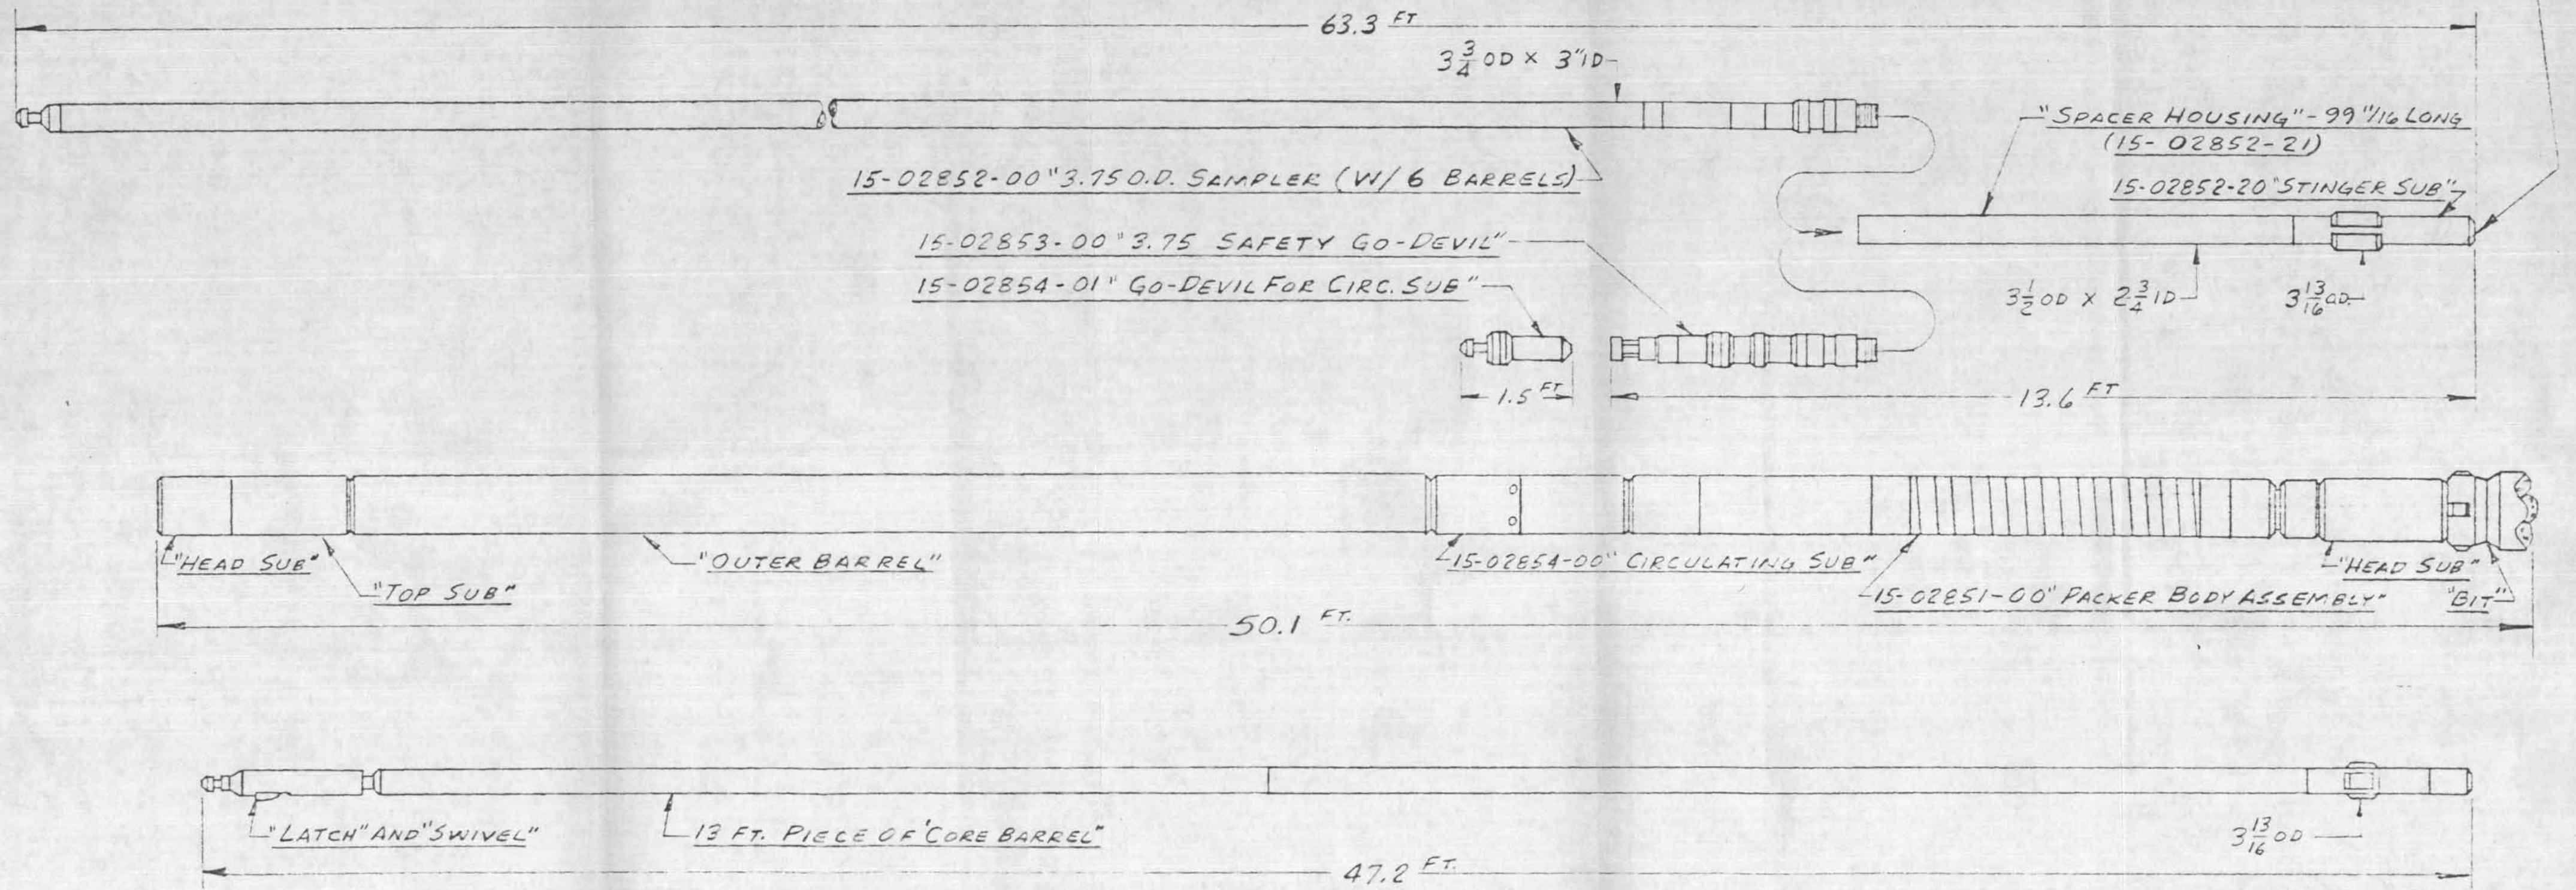 63.3 FT
3 3/4 OD × 3" ID
"SPACER HOUSING" - 99 11/16 LONG
(15-02852-21)
15-02852-00 "3.75 O.D. SAMPLER (W/ 6 BARRELS)
15-02852-20 "STINGER SUB"
15-02853-00 "3.75 SAFETY GO-DEVIL"
15-02854-01 "GO-DEVIL FOR CIRC. SUB"
3 1/2 OD X 2 3/4 ID
3 13/16 OD
1.5 FT
13.6 FT
"HEAD SUB"
"TOP SUB"
"OUTER BARREL"
15-02854-00 "CIRCULATING SUB"
"HEAD SUB"
15-02851-00 "PACKER BODY ASSEMBLY"
"BIT"
50.1 FT.
"LATCH" AND "SWIVEL"
13 FT. PIECE OF "CORE BARREL"
3 13/16 OD
47.2 FT.